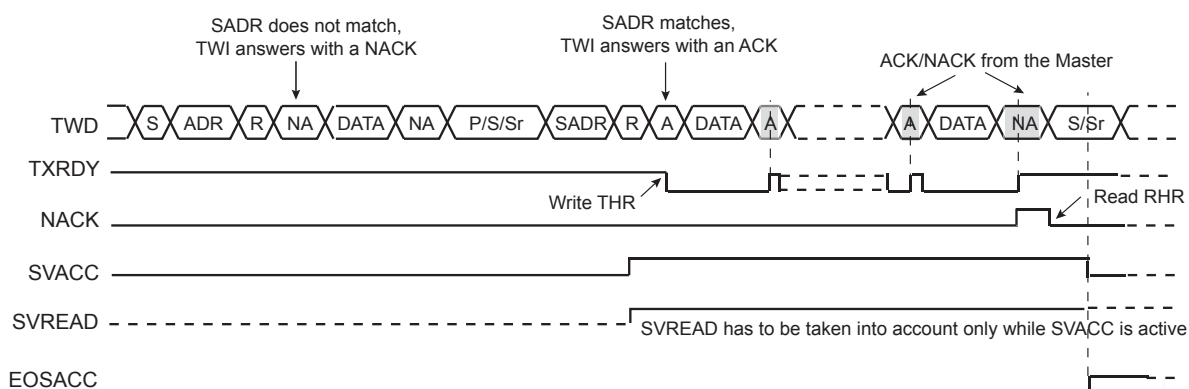 SADR does not match,
TWI answers with a NACK
SADR matches,
TWI answers with an ACK
ACK/NACK from the Master
TWD S ADR R NA DATA NA P/S/Sr SADR R A DATA A A DATA NA S/Sr
TXRDY
Write THR
Read RHR
NACK
SVACC
SVREAD
SVREAD has to be taken into account only while SVACC is active
EOSACC